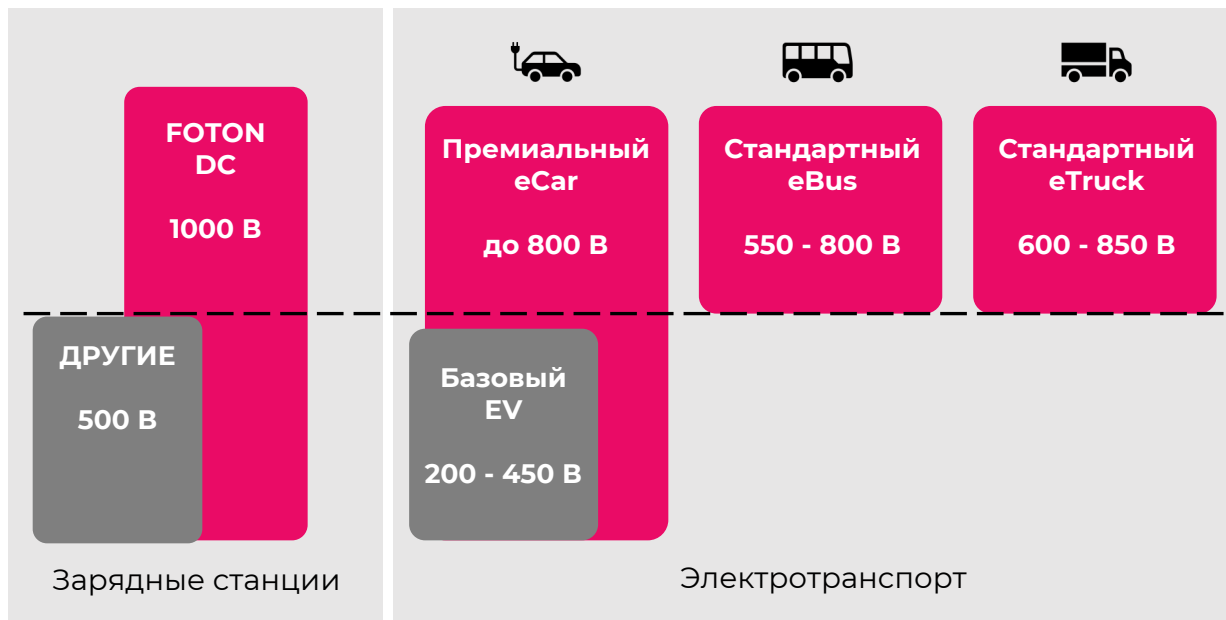 FOTON
DC
1000 В
ДРУГИЕ
500 В
Зарядные станции
Премиальный
eCar
до 800 В
Базовый
EV
200 - 450 В
Стандартный
eBus
550 - 800 В
Стандартный
eTruck
600 - 850 В
Электротранспорт